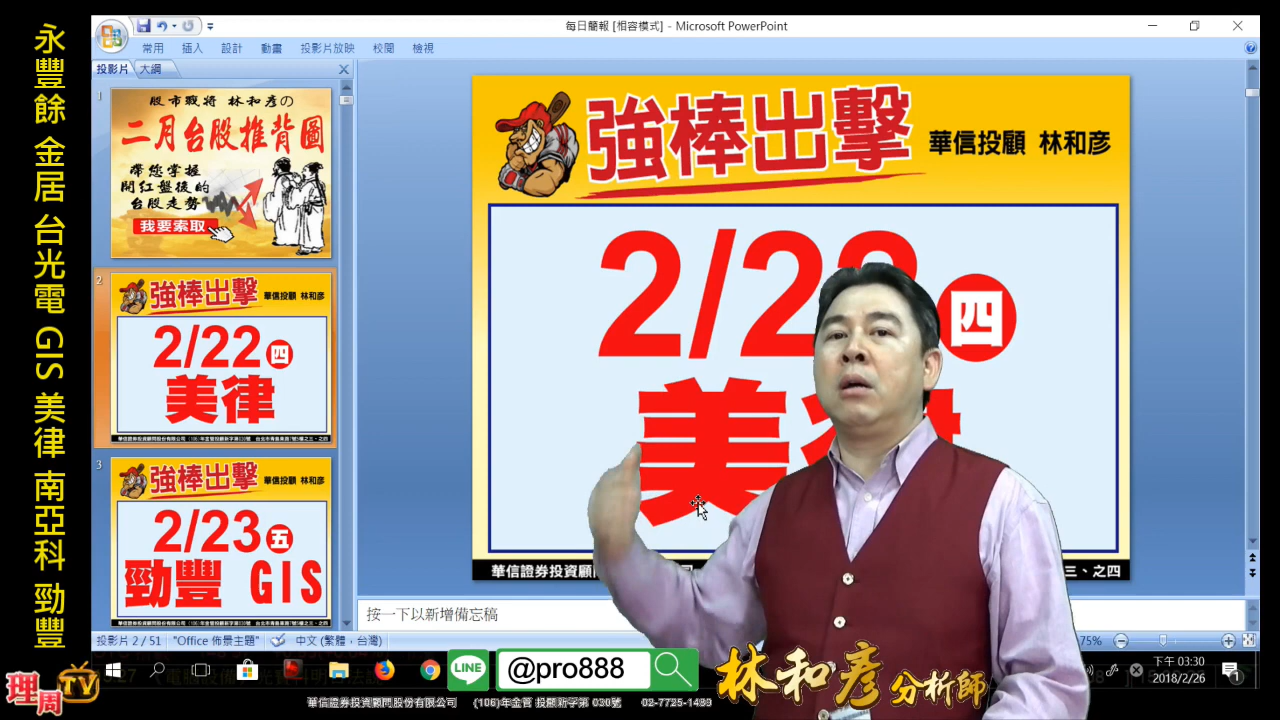 永豐餘 金居 台光電 GIS 美律 南亞科 勁豐
每日簡報 [相容模式] - Microsoft PowerPoint
常用 插入 設計 動畫 投影片放映 校閱 檢視
投影片 大綱
1
股市戰將 林和彥の
二月台股推背圖
帶您掌握
開紅盤後的
台股走勢
我要索取
2
強棒出擊 華信投顧 林和彥
2/22 四
美律
3
強棒出擊 華信投顧 林和彥
2/23 五
勁豐 GIS
強棒出擊 華信投顧 林和彥
2/22 四
美律
華信證券投資顧
三、之四
按一下以新增備忘稿
投影片 2 / 51 "Office 佈景主題" 中文 (繁體，台灣) 75%
LINE @pro888
林和彥 分析師
下午 03:30
2018/2/26
1
理周TV
華信證券投資顧問股份有限公司 (106)年金管 投顧新字第 030號 02-7725-1489